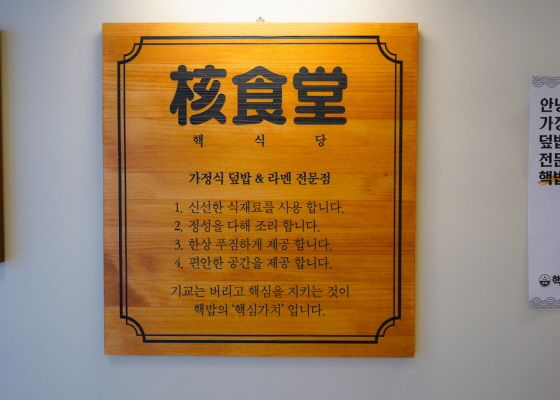 核食堂
핵 식 당
가정식 덮밥 & 라멘 전문점
1. 신선한 식재료를 사용 합니다.
2. 정성을 다해 조리 합니다.
3. 한상 푸짐하게 제공 합니다.
4. 편안한 공간을 제공 합니다.
기교는 버리고 핵심을 지키는 것이
핵밥의 '핵심가치' 입니다.